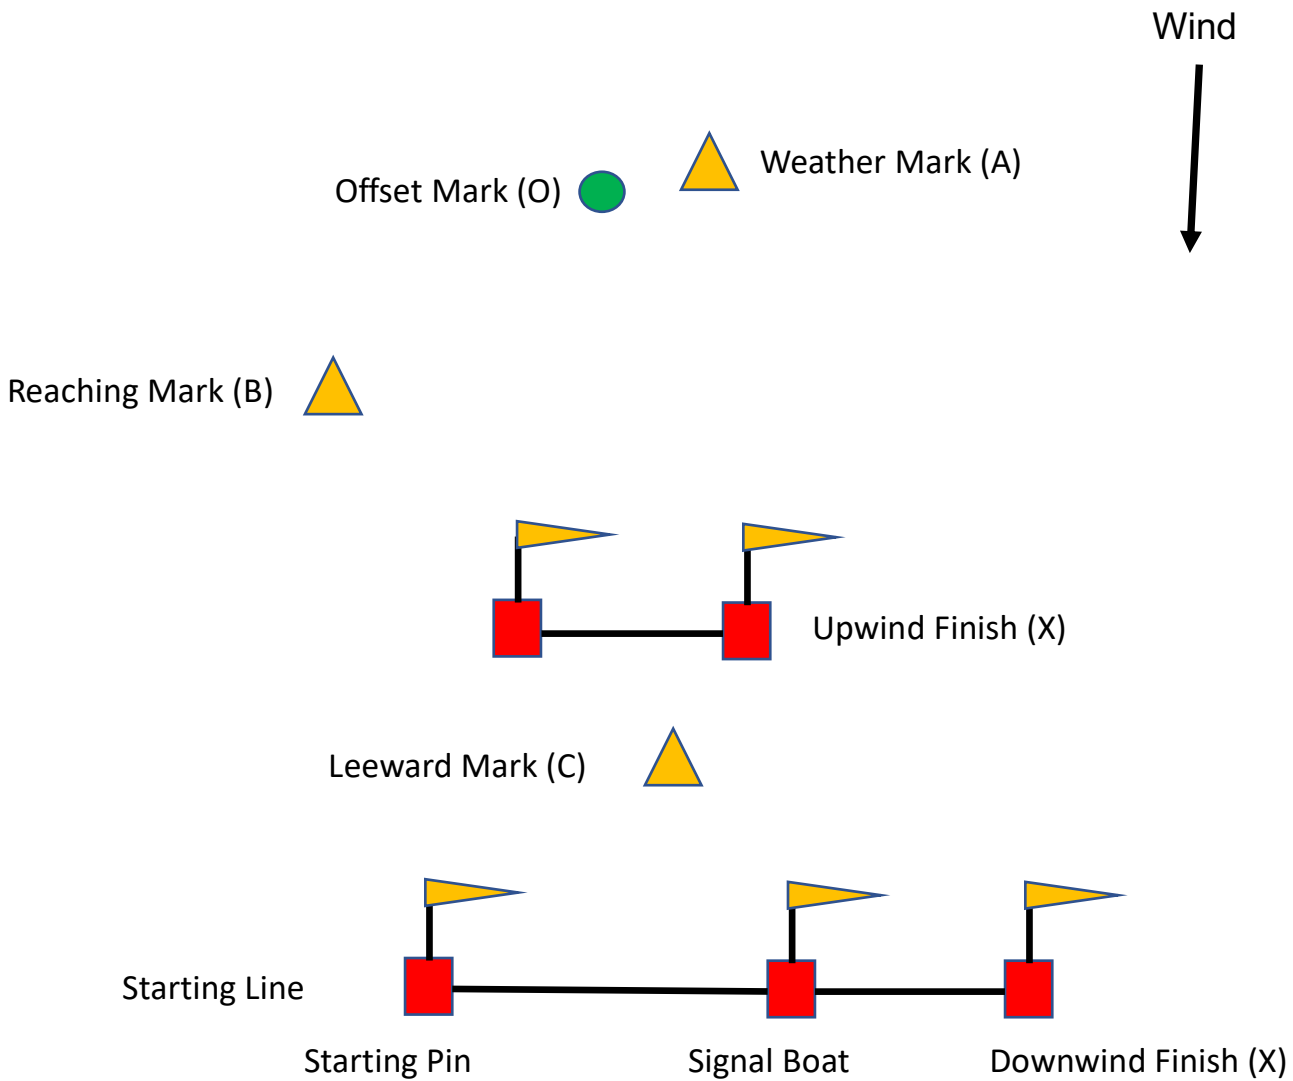 Wind
Weather Mark (A)
Offset Mark (O)
Reaching Mark (B)
Upwind Finish (X)
Leeward Mark (C)
Starting Line
Starting Pin
Signal Boat
Downwind Finish (X)